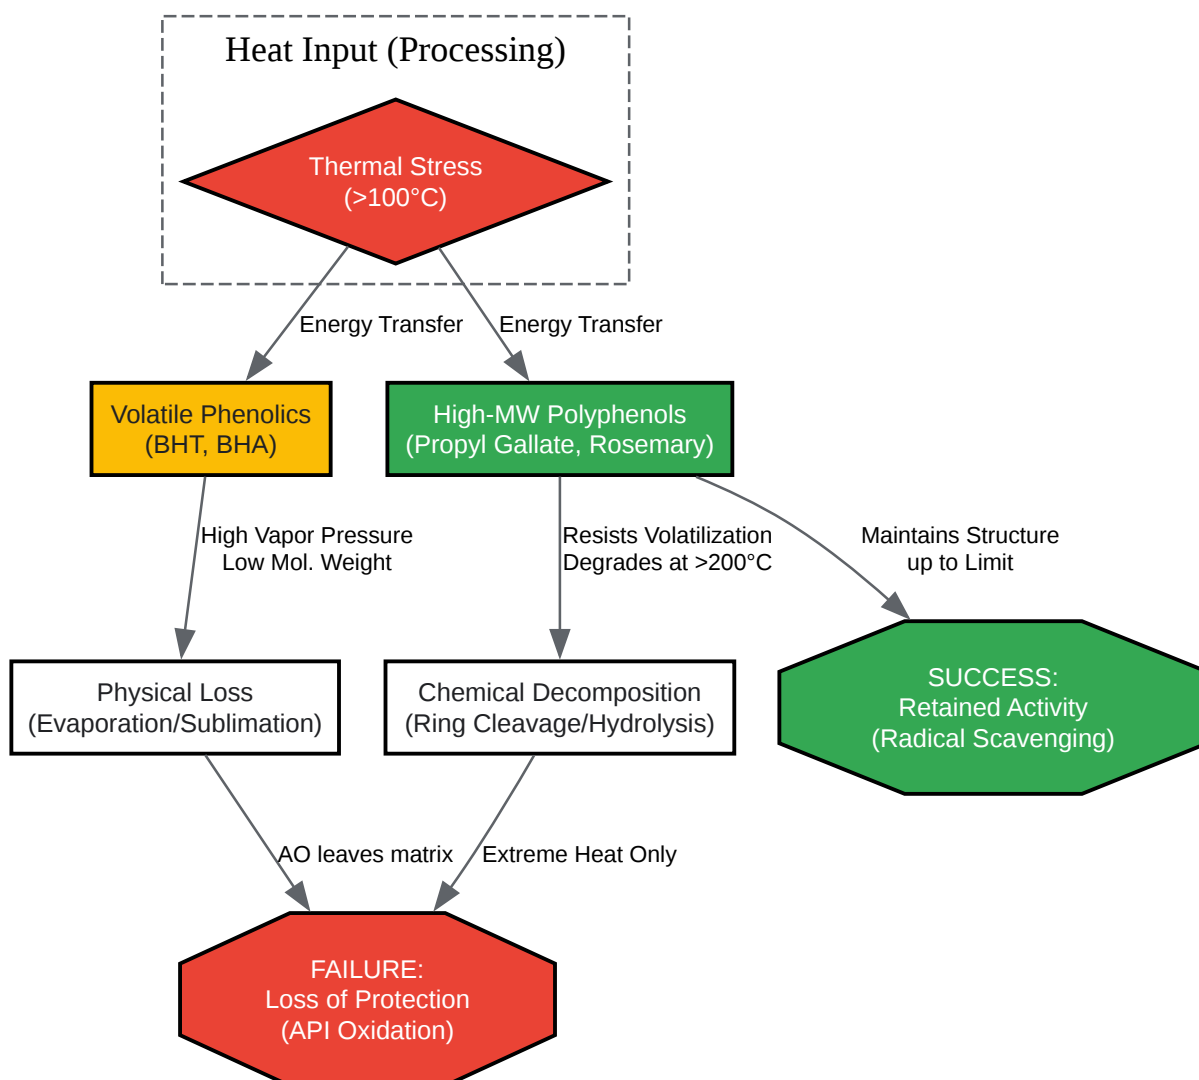 Heat Input (Processing)
Thermal Stress
(>100°C)
Energy Transfer
Energy Transfer
Volatile Phenolics
(BHT, BHA)
High-MW Polyphenols
(Propyl Gallate, Rosemary)
High Vapor Pressure
Low Mol. Weight
Resists Volatilization
Degrades at >200°C
Maintains Structure
up to Limit
Physical Loss
(Evaporation/Sublimation)
Chemical Decomposition
(Ring Cleavage/Hydrolysis)
SUCCESS:
Retained Activity
(Radical Scavenging)
AO leaves matrix
Extreme Heat Only
FAILURE:
Loss of Protection
(API Oxidation)